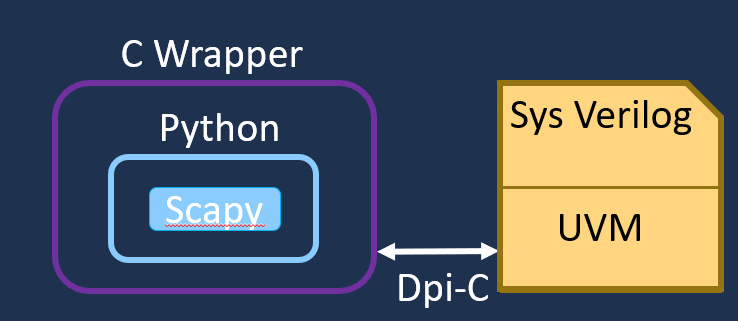 C Wrapper
Python
Scapy
Sys Verilog
UVM
Dpi-C